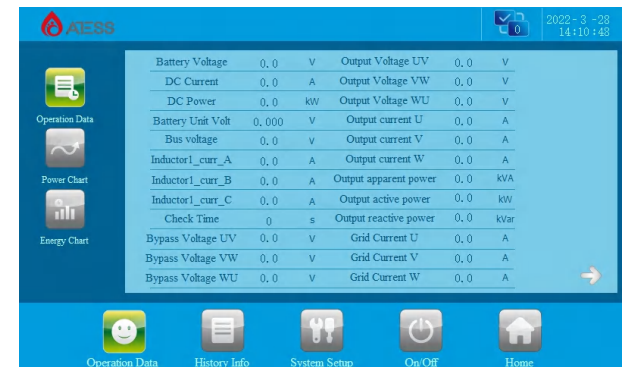 AESS
0
2022-3-28
14:10:48
Battery Voltage 0.0 V Output Voltage UV 0.0 V
DC Current 0.0 A Output Voltage VW 0.0 V
DC Power 0.0 kW Output Voltage WU 0.0 V
Battery Unit Volt 0.000 V Output current U 0.0 A
Bus voltage 0.0 V Output current V 0.0 A
Inductor1_curr_A 0.0 A Output current W 0.0 A
Inductor1_curr_B 0.0 A Output apparent power 0.0 kVA
Inductor1_curr_C 0.0 A Output active power 0.0 kW
Check Time 0 s Output reactive power 0.0 kVar
Bypass Voltage UV 0.0 V Grid Current U 0.0 A
Bypass Voltage VW 0.0 V Grid Current V 0.0 A
Bypass Voltage WU 0.0 V Grid Current W 0.0 A
Operation Data
Power Chart
Energy Chart
Operation Data
History Info
System Setup
On/Off
Home